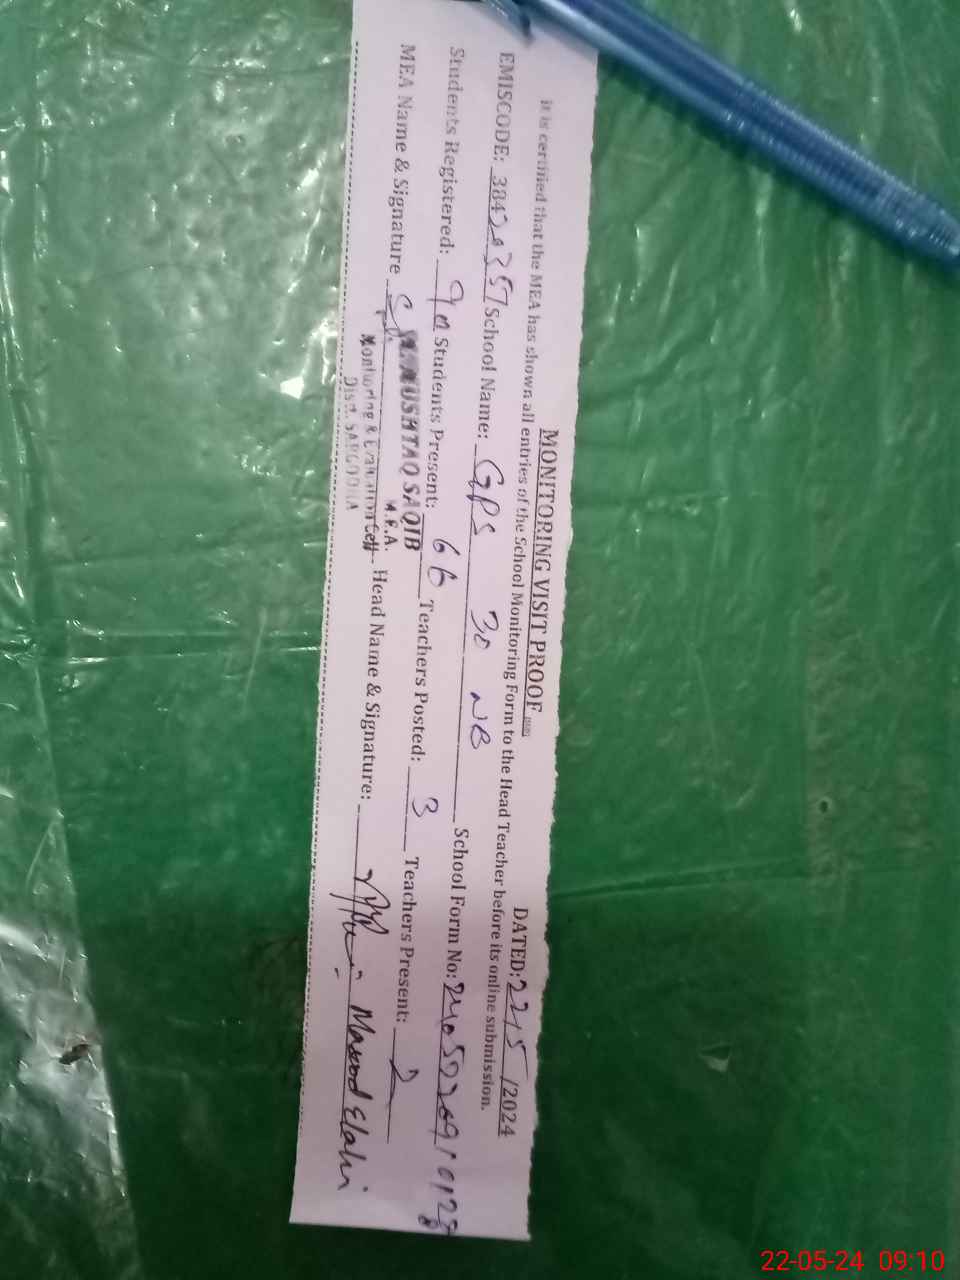 MONITORING VISIT PROOF DATED: 22/5/2024
It is certified that the MEA has shown all entries of the School Monitoring Form to the Head Teacher before its online submission.
EMISCODE: 38420357 School Name: GPS 30 NB School Form No:
Students Registered: 90 Students Present: 66 Teachers Posted: 3 Teachers Present: 2
MUSHTAQ SAQIB
M.E.A.
MEA Name & Signature Head Name & Signature: Masood Elahi
Monitoring & Evaluation Cell
Distt. SARGODHA
22-05-24 09:10